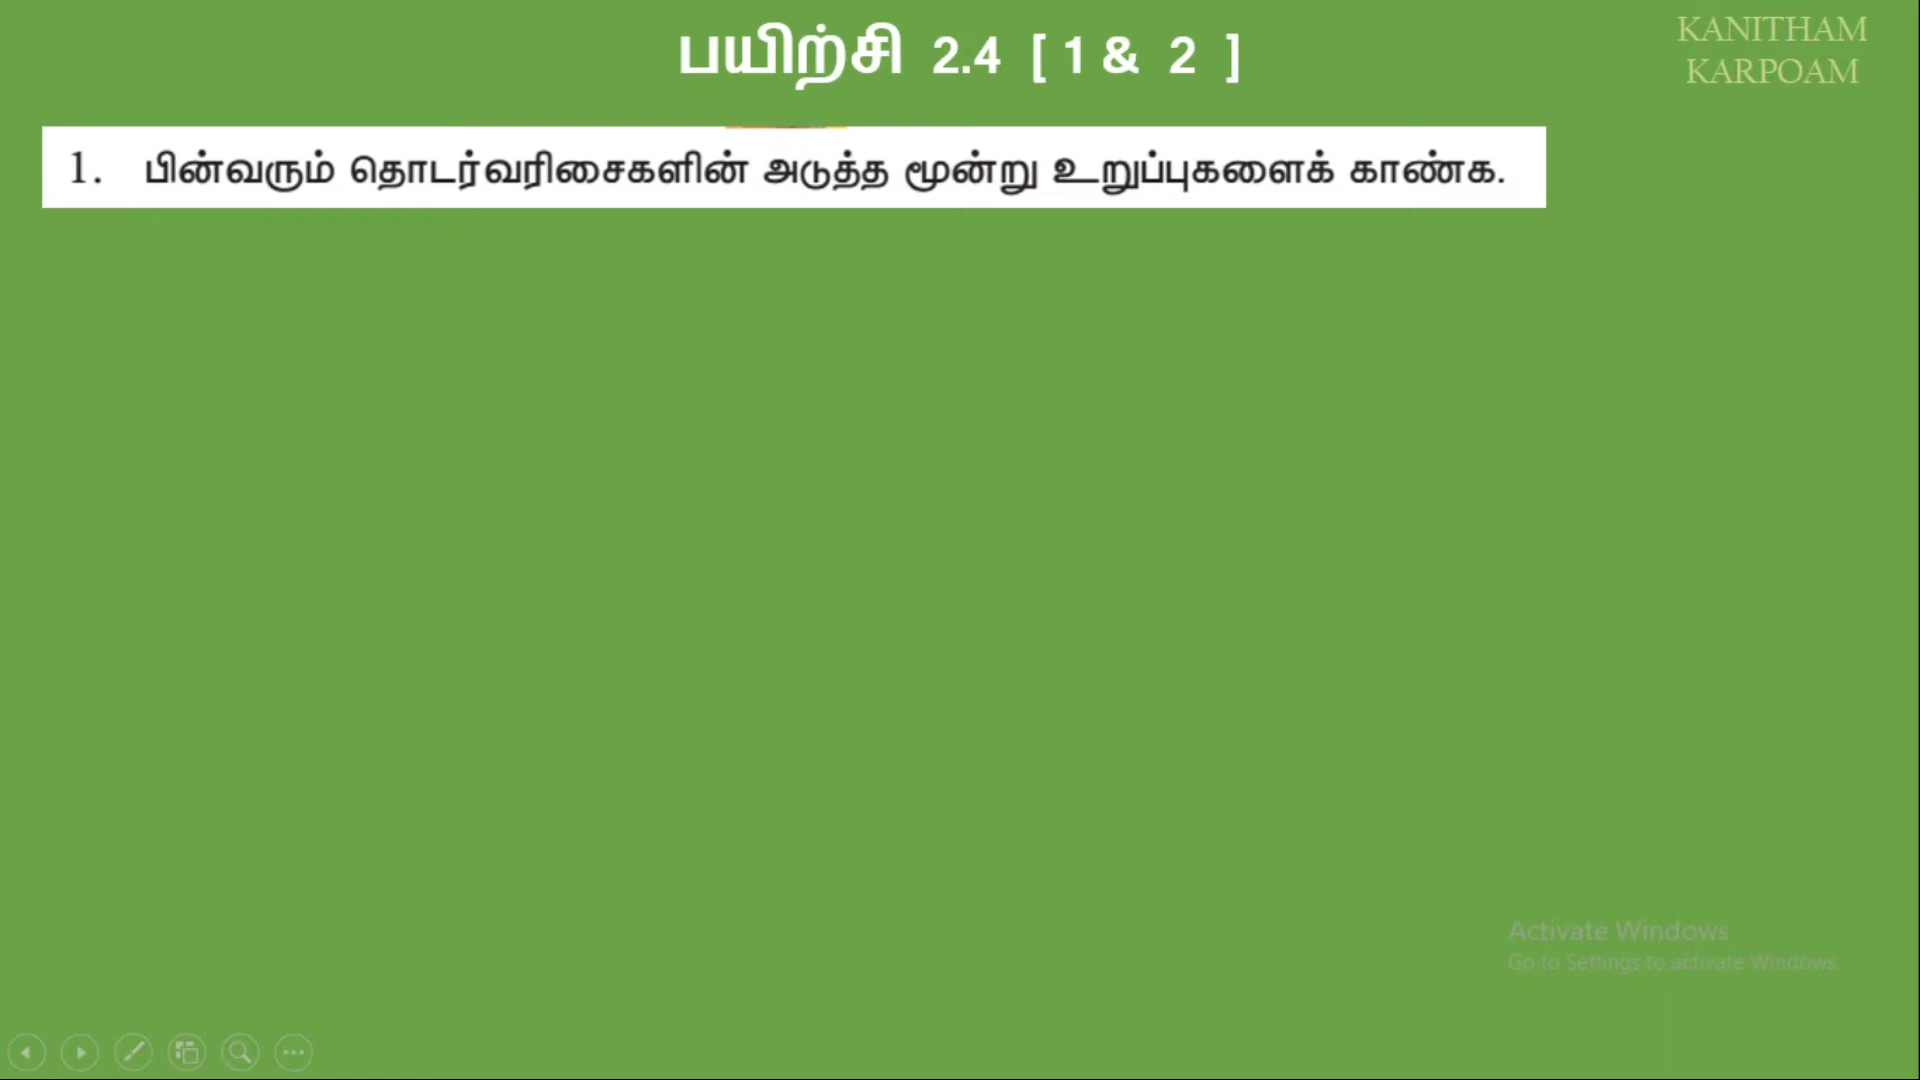 பயிற்சி 2.4 [ 1 & 2 ]
KANITHAM
KARPOAM
1. பின்வரும் தொடர்வரிசைகளின் அடுத்த மூன்று உறுப்புகளைக் காண்க.
Activate Windows
Go to Settings to activate Windows.